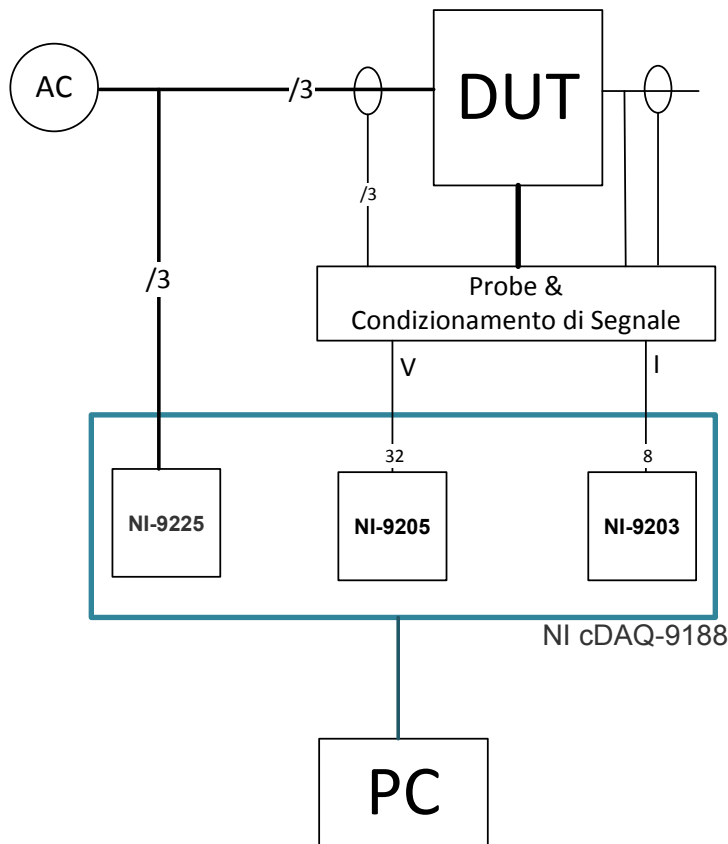 AC
/3
DUT
/3
/3
Probe &
Condizionamento di Segnale
V
I
32
8
NI-9225
NI-9205
NI-9203
NI cDAQ-9188
PC